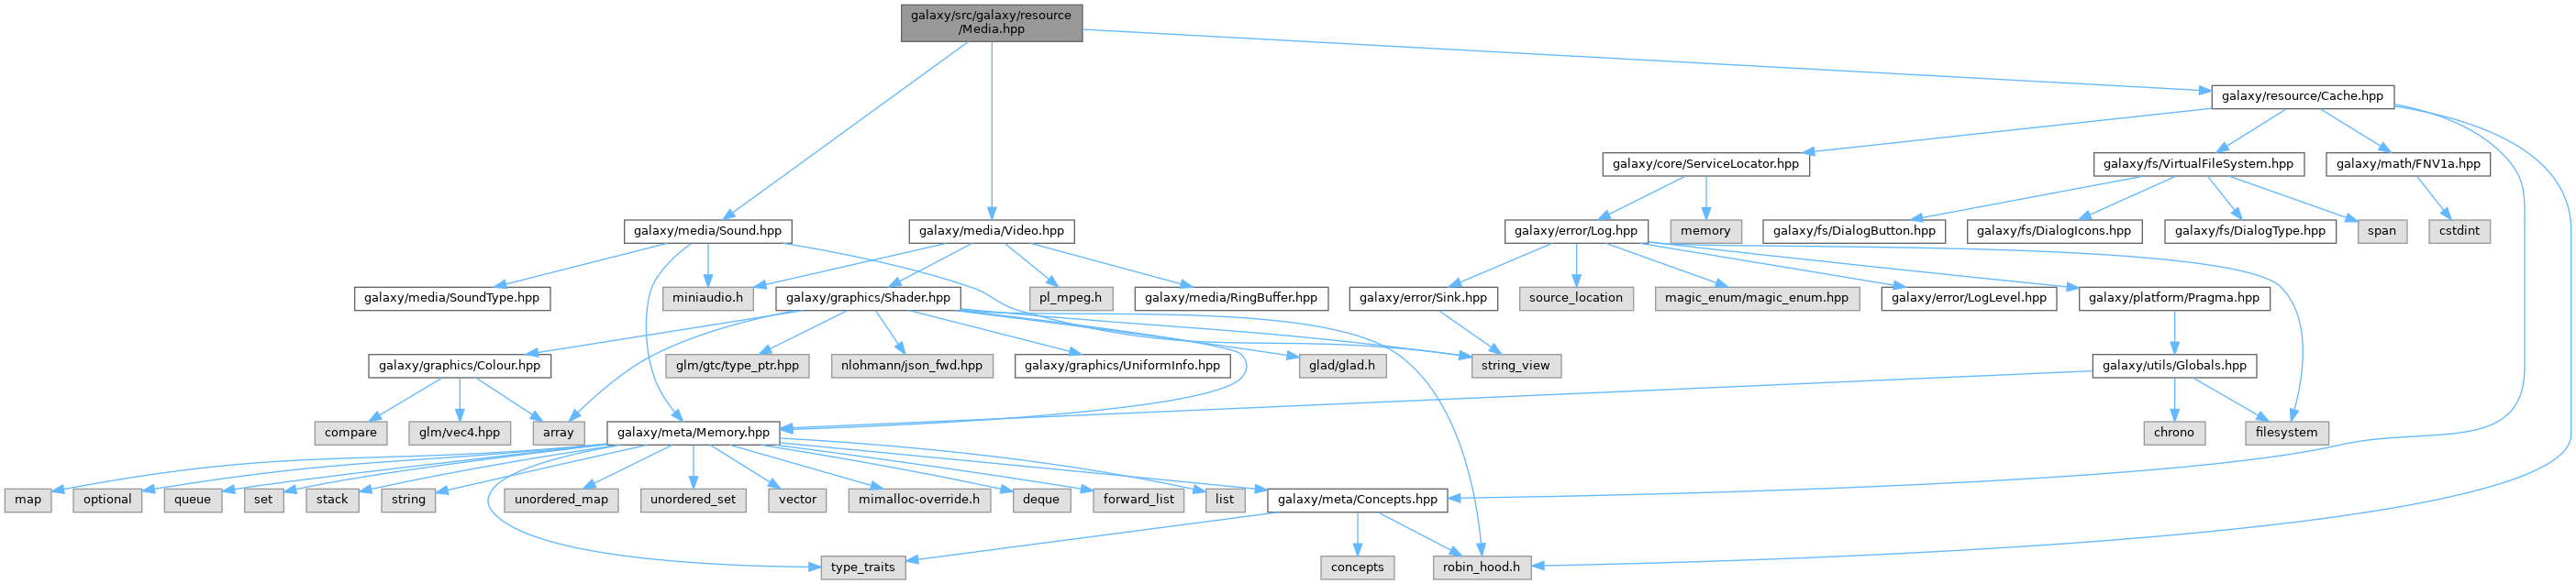 galaxy/src/galaxy/resource
/Media.hpp
galaxy/resource/Cache.hpp
galaxy/core/ServiceLocator.hpp
galaxy/fs/VirtualFileSystem.hpp
galaxy/math/FNV1a.hpp
galaxy/media/Sound.hpp
galaxy/media/Video.hpp
galaxy/error/Log.hpp
memory
galaxy/fs/DialogButton.hpp
galaxy/fs/DialogIcons.hpp
galaxy/fs/DialogType.hpp
span
cstdint
galaxy/media/SoundType.hpp
miniaudio.h
galaxy/graphics/Shader.hpp
pl_mpeg.h
galaxy/media/RingBuffer.hpp
galaxy/error/Sink.hpp
source_location
magic_enum/magic_enum.hpp
galaxy/error/LogLevel.hpp
galaxy/platform/Pragma.hpp
galaxy/graphics/Colour.hpp
glm/gtc/type_ptr.hpp
nlohmann/json_fwd.hpp
galaxy/graphics/UniformInfo.hpp
glad/glad.h
string_view
galaxy/utils/Globals.hpp
compare
glm/vec4.hpp
array
galaxy/meta/Memory.hpp
chrono
filesystem
map
optional
queue
set
stack
string
unordered_map
unordered_set
vector
mimalloc-override.h
deque
forward_list
list
galaxy/meta/Concepts.hpp
type_traits
concepts
robin_hood.h